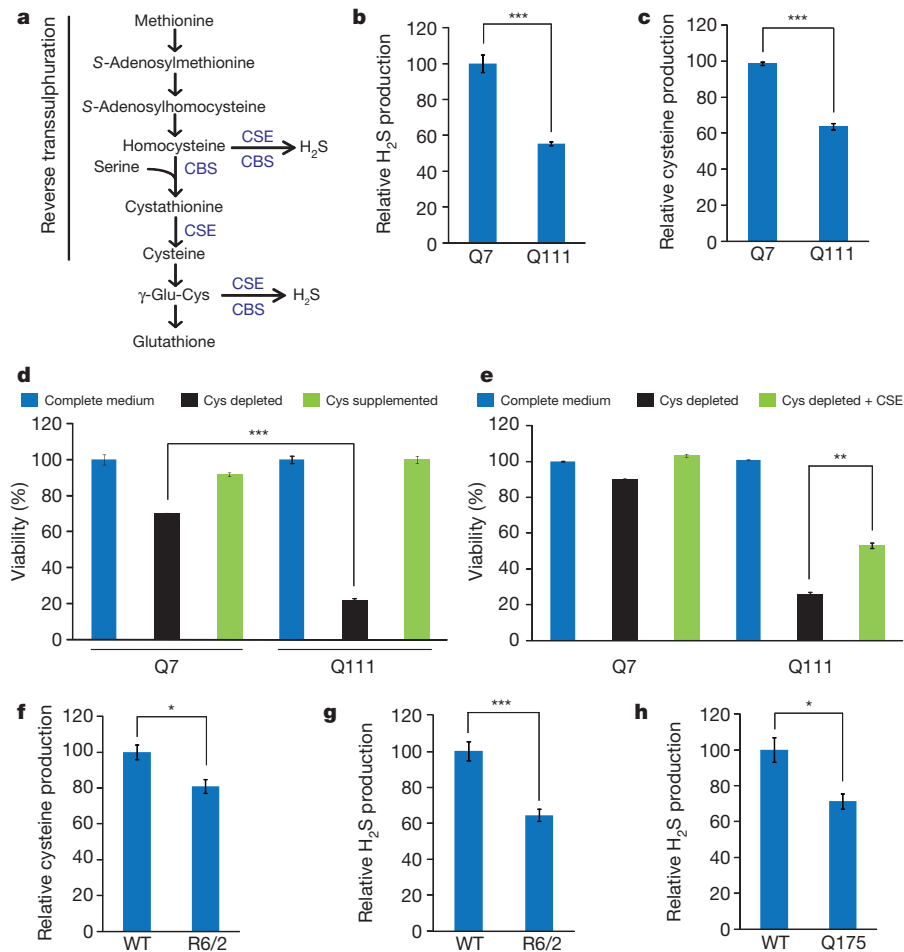 a
Reverse transsulphuration
Methionine
S-Adenosylmethionine
S-Adenosylhomocysteine
Homocysteine CSE H2S
CBS
Serine CBS
Cystathionine
CSE
Cysteine
γ-Glu-Cys CSE H2S
CBS
Glutathione
b
Relative H2S production
120
100
80
60
40
20
0
***
Q7 Q111
c
Relative cysteine production
120
100
80
60
40
20
0
***
Q7 Q111
d
Complete medium Cys depleted Cys supplemented
Viability (%)
120
100
80
60
40
20
0
***
Q7 Q111
e
Complete medium Cys depleted Cys depleted + CSE
Viability (%)
120
100
80
60
40
20
0
**
Q7 Q111
f
Relative cysteine production
120
100
80
60
40
20
0
*
WT R6/2
g
Relative H2S production
120
100
80
60
40
20
0
***
WT R6/2
h
Relative H2S production
120
100
80
60
40
20
0
*
WT Q175